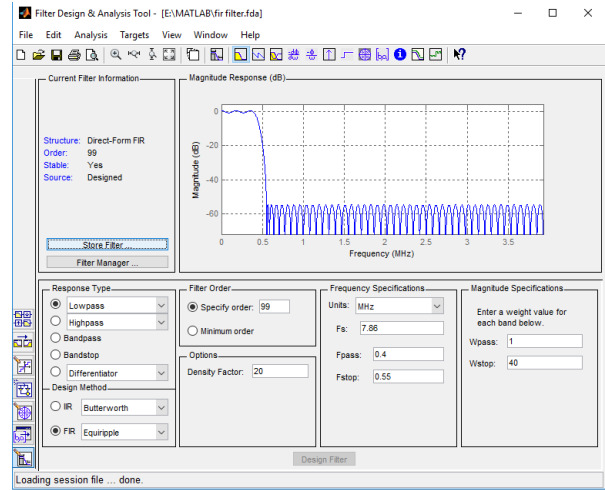 Filter Design & Analysis Tool - [E:\MATLAB\fir filter.fda]
File Edit Analysis Targets View Window Help
Current Filter Information
Structure: Direct-Form FIR
Order: 99
Stable: Yes
Source: Designed
Store Filter ...
Filter Manager ...
Magnitude Response (dB)
Magnitude (dB)
0
-20
-40
-60
0 0.5 1 1.5 2 2.5 3 3.5
Frequency (MHz)
Response Type
Lowpass
Highpass
Bandpass
Bandstop
Differentiator
Design Method
IIR Butterworth
FIR Equiripple
Filter Order
Specify order: 99
Minimum order
Options
Density Factor: 20
Frequency Specifications
Units: MHz
Fs: 7.86
Fpass: 0.4
Fstop: 0.55
Magnitude Specifications
Enter a weight value for
each band below.
Wpass: 1
Wstop: 40
Design Filter
Loading session file ... done.